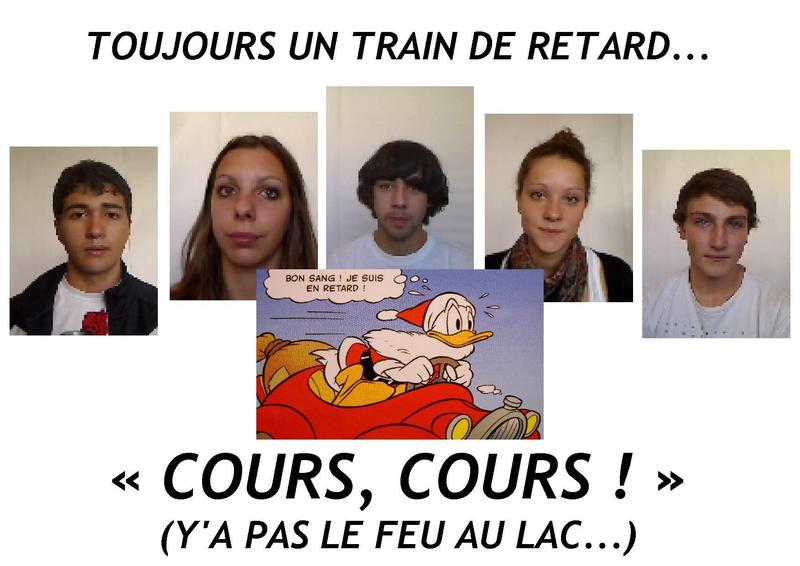 TOUJOURS UN TRAIN DE RETARD...
BON SANG ! JE SUIS
EN RETARD !
« COURS, COURS ! »
(Y'A PAS LE FEU AU LAC...)